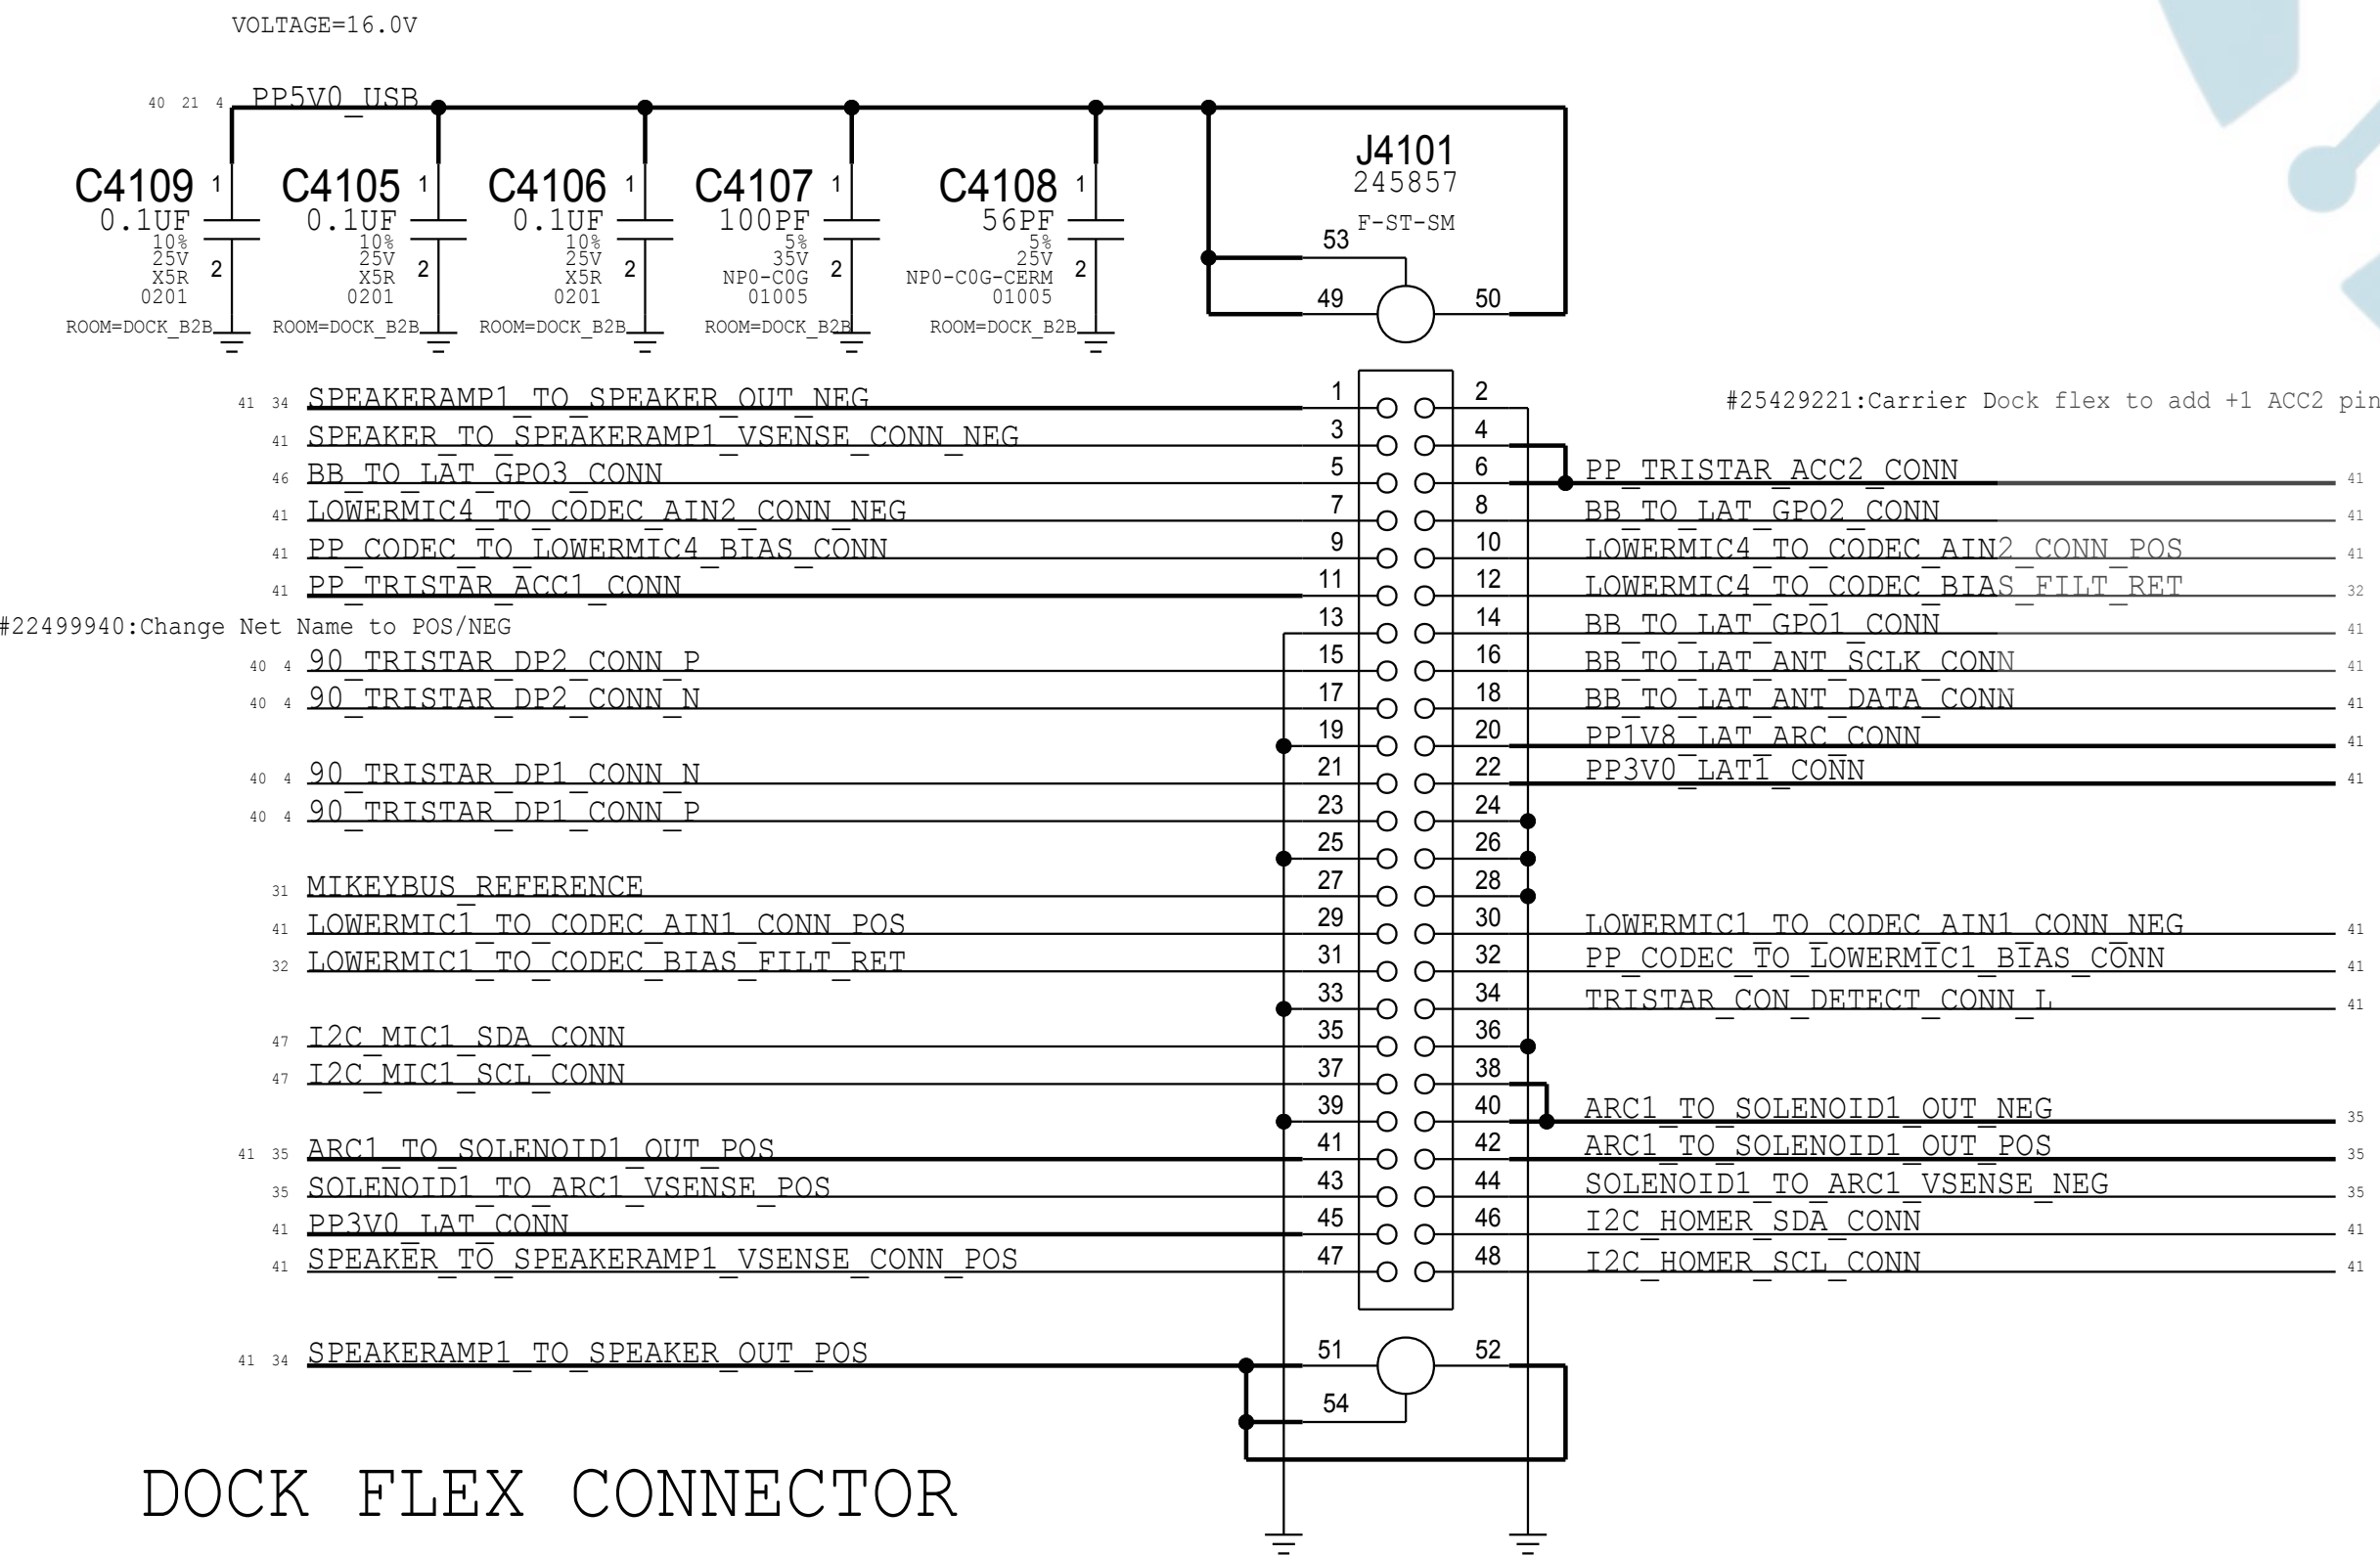 VOLTAGE=16.0V
40 21 4 PP5V0_USB
C4109 1
0.1UF
10%
25V
X5R
0201
2
ROOM=DOCK_B2B
C4105 1
0.1UF
10%
25V
X5R
0201
2
ROOM=DOCK_B2B
C4106 1
0.1UF
10%
25V
X5R
0201
2
ROOM=DOCK_B2B
C4107 1
100PF
5%
35V
NP0-C0G
01005
2
ROOM=DOCK_B2B
C4108 1
56PF
5%
25V
NP0-C0G-CERM
01005
2
ROOM=DOCK_B2B
J4101
245857
F-ST-SM
53
49 50
41 34 SPEAKERAMP1_TO_SPEAKER_OUT_NEG 1 2
#25429221:Carrier Dock flex to add +1 ACC2 pin
41 SPEAKER_TO_SPEAKERAMP1_VSENSE_CONN_NEG 3 4
46 BB_TO_LAT_GPO3_CONN 5 6 PP_TRISTAR_ACC2_CONN 41
41 LOWERMIC4_TO_CODEC_AIN2_CONN_NEG 7 8 BB_TO_LAT_GPO2_CONN 41
41 PP_CODEC_TO_LOWERMIC4_BIAS_CONN 9 10 LOWERMIC4_TO_CODEC_AIN2_CONN_POS 41
41 PP_TRISTAR_ACC1_CONN 11 12 LOWERMIC4_TO_CODEC_BIAS_FILT_RET 32
#22499940:Change Net Name to POS/NEG
13 14 BB_TO_LAT_GPO1_CONN 41
40 4 90_TRISTAR_DP2_CONN_P 15 16 BB_TO_LAT_ANT_SCLK_CONN 41
40 4 90_TRISTAR_DP2_CONN_N 17 18 BB_TO_LAT_ANT_DATA_CONN 41
19 20 PP1V8_LAT_ARC_CONN 41
40 4 90_TRISTAR_DP1_CONN_N 21 22 PP3V0_LAT1_CONN 41
40 4 90_TRISTAR_DP1_CONN_P 23 24
25 26
31 MIKEYBUS_REFERENCE 27 28
41 LOWERMIC1_TO_CODEC_AIN1_CONN_POS 29 30 LOWERMIC1_TO_CODEC_AIN1_CONN_NEG 41
32 LOWERMIC1_TO_CODEC_BIAS_FILT_RET 31 32 PP_CODEC_TO_LOWERMIC1_BIAS_CONN 41
33 34 TRISTAR_CON_DETECT_CONN_L 41
47 I2C_MIC1_SDA_CONN 35 36
47 I2C_MIC1_SCL_CONN 37 38
39 40 ARC1_TO_SOLENOID1_OUT_NEG 35
41 35 ARC1_TO_SOLENOID1_OUT_POS 41 42 ARC1_TO_SOLENOID1_OUT_POS 35
35 SOLENOID1_TO_ARC1_VSENSE_POS 43 44 SOLENOID1_TO_ARC1_VSENSE_NEG 35
41 PP3V0_LAT_CONN 45 46 I2C_HOMER_SDA_CONN 41
41 SPEAKER_TO_SPEAKERAMP1_VSENSE_CONN_POS 47 48 I2C_HOMER_SCL_CONN 41
41 34 SPEAKERAMP1_TO_SPEAKER_OUT_POS 51 52
54
DOCK FLEX CONNECTOR